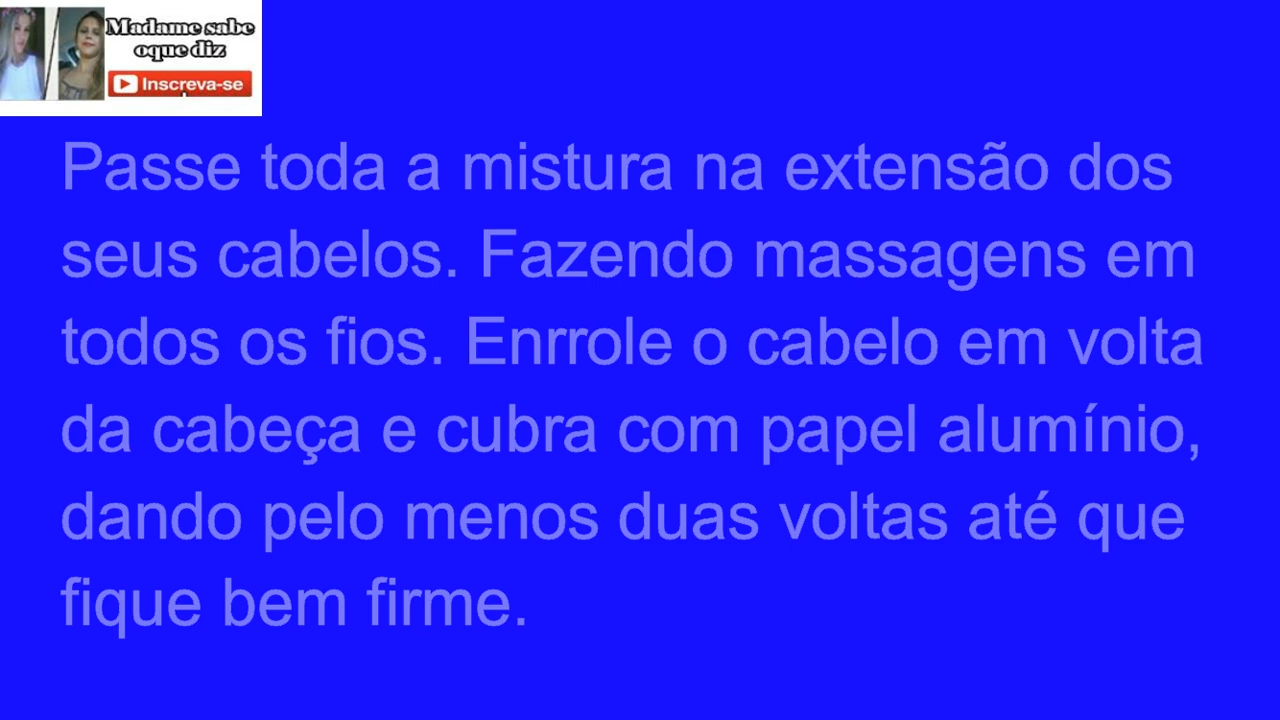 Madame sabe
oque diz
Inscreva-se
Passe toda a mistura na extensão dos
seus cabelos. Fazendo massagens em
todos os fios. Enrrole o cabelo em volta
da cabeça e cubra com papel alumínio,
dando pelo menos duas voltas até que
fique bem firme.